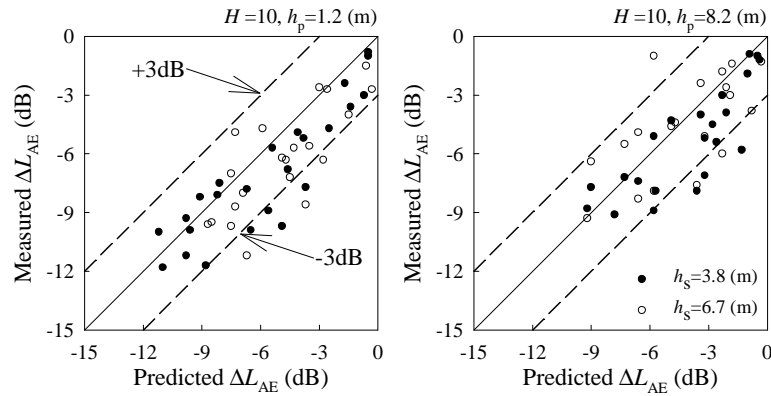 H =10, hp=1.2 (m)
0
-3
-6
-9
-12
-15
Measured ΔLAE (dB)
+3dB
-3dB
-15 -12 -9 -6 -3 0
Predicted ΔLAE (dB)
H =10, hp=8.2 (m)
0
-3
-6
-9
-12
-15
Measured ΔLAE (dB)
hs=3.8 (m)
hs=6.7 (m)
-15 -12 -9 -6 -3 0
Predicted ΔLAE (dB)